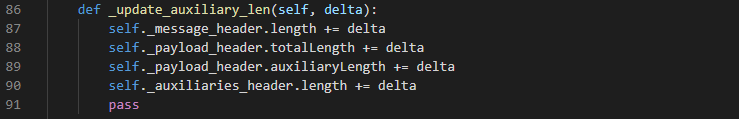 86 def _update_auxiliary_len(self, delta):
87 self._message_header.length += delta
88 self._payload_header.totalLength += delta
89 self._payload_header.auxiliaryLength += delta
90 self._auxiliaries_header.length += delta
91 pass